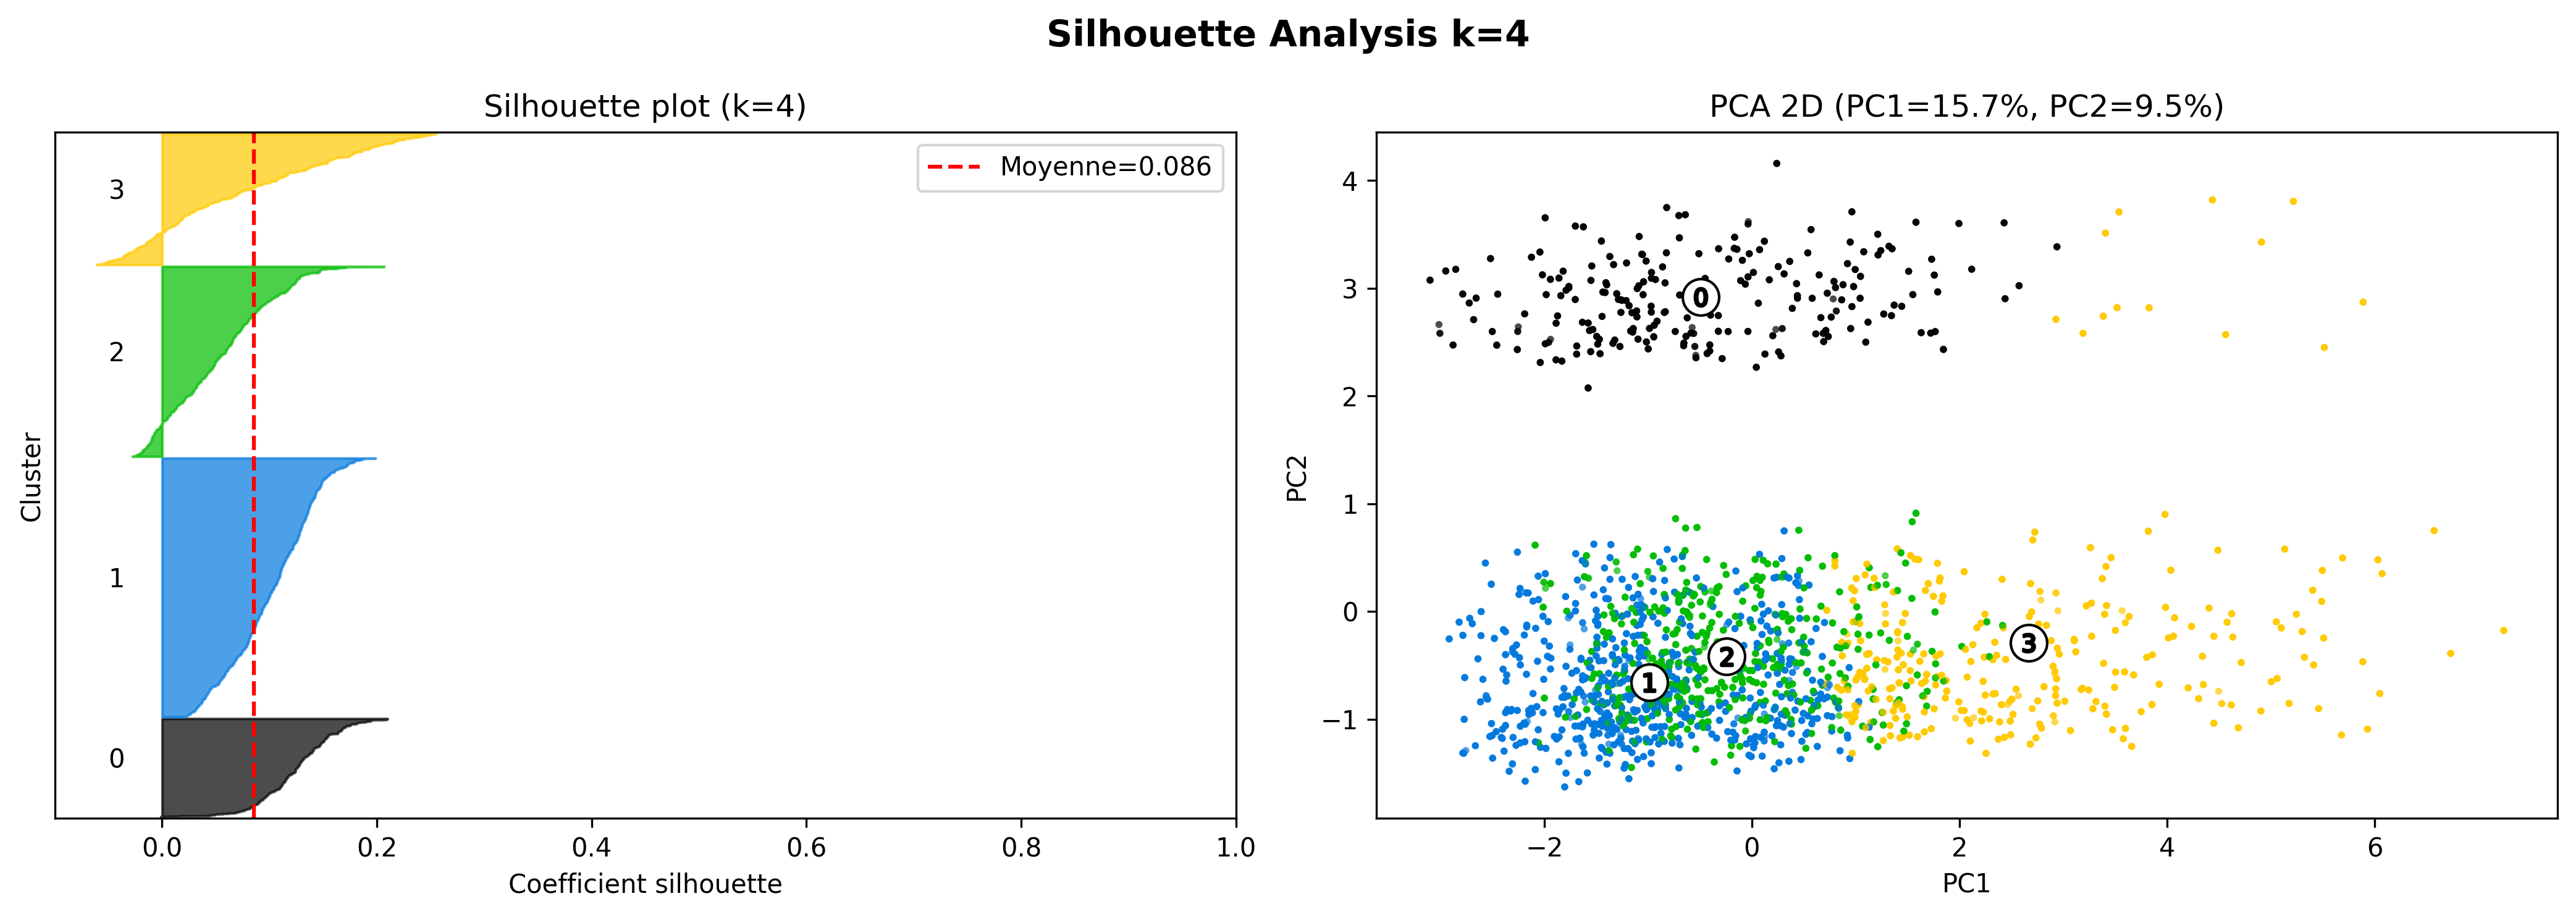 Silhouette Analysis k=4
Silhouette plot (k=4)
Moyenne=0.086
3
2
1
0
Cluster
0.0 0.2 0.4 0.6 0.8 1.0
Coefficient silhouette
PCA 2D (PC1=15.7%, PC2=9.5%)
4
3
2
1
0
−1
PC2
0
1
2
3
−2 0 2 4 6
PC1